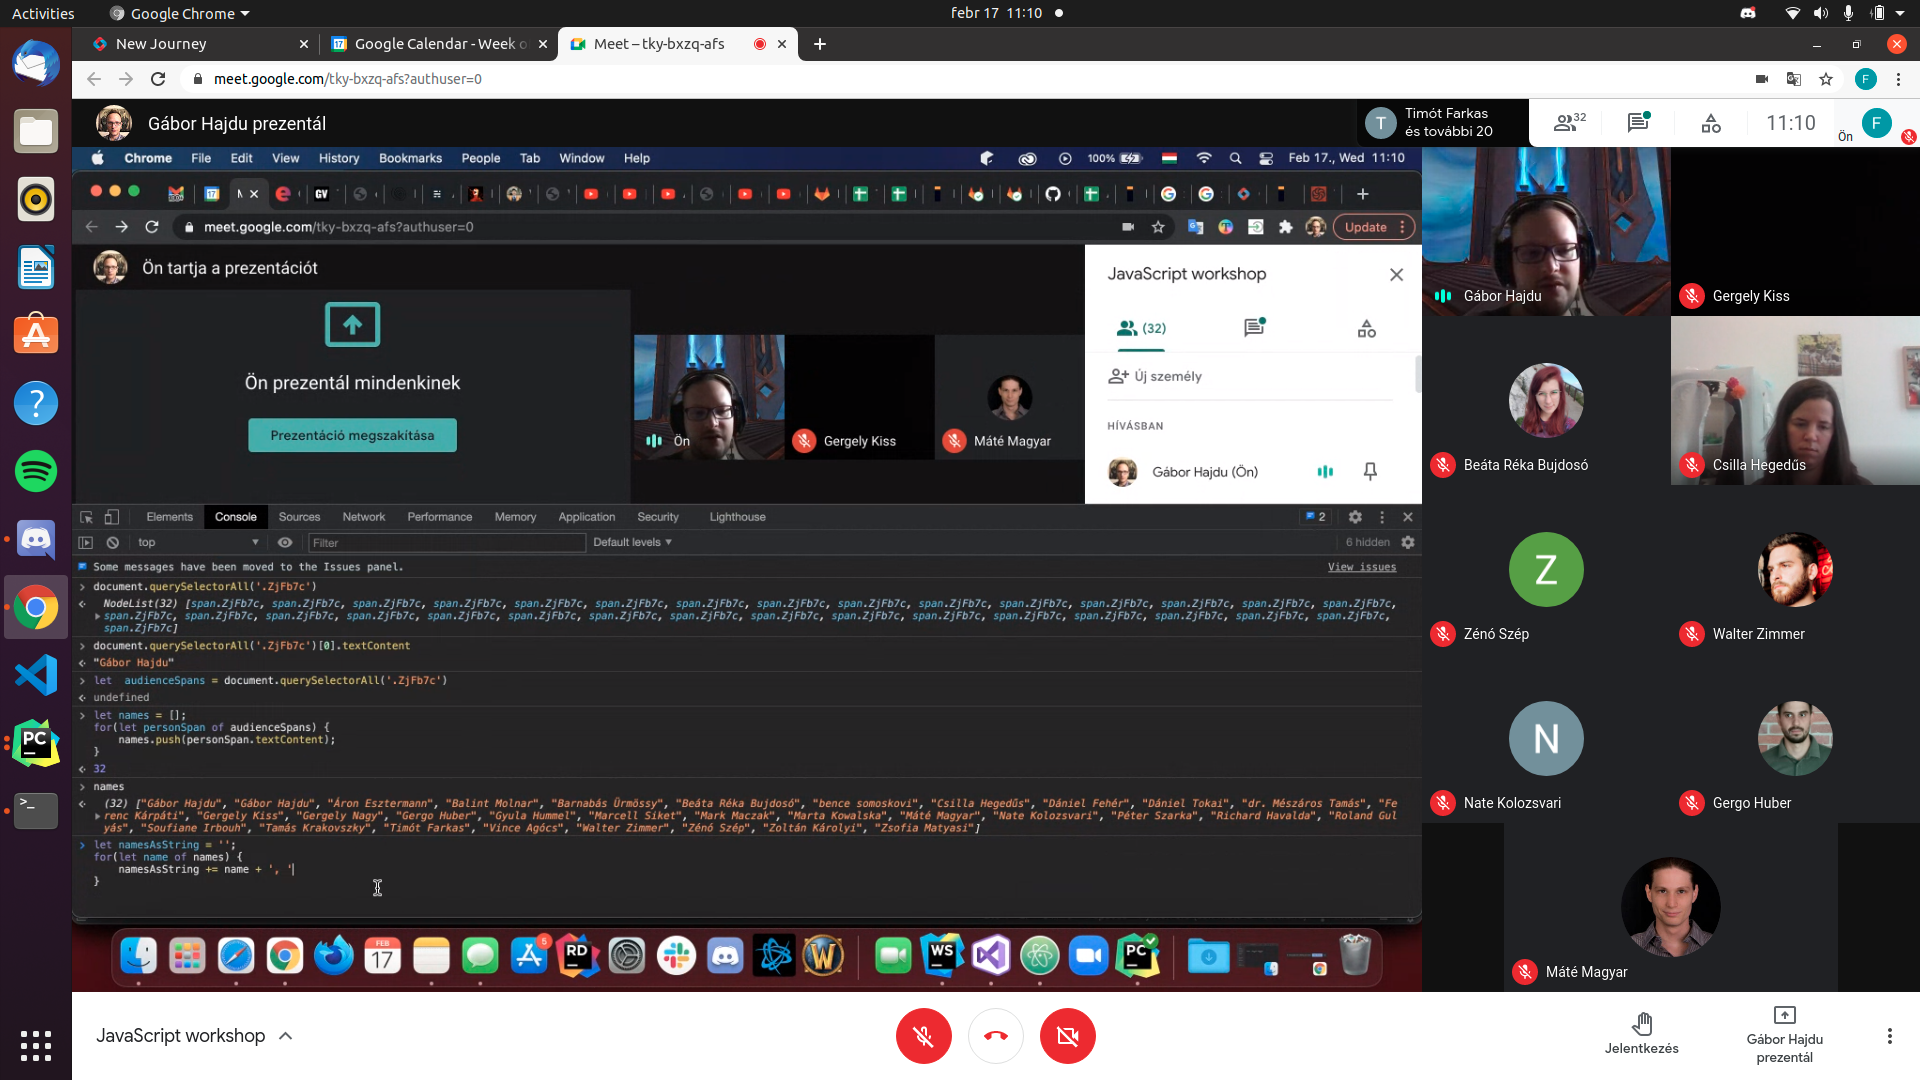 Activities
Google Chrome
febr 17 11:10
New Journey
Google Calendar - Week o
Meet – tky-bxzq-afs
meet.google.com/tky-bxzq-afs?authuser=0
F
Gábor Hajdu prezentál
T
Timót Farkas
és további 20
32
11:10
Ön
F
Chrome File Edit View History Bookmarks People Tab Window Help
100%
Feb 17., Wed 11:10
GV
meet.google.com/tky-bxzq-afs?authuser=0
Update
Ön tartja a prezentációt
Ön prezentál mindenkinek
Prezentáció megszakítása
Ön
Gergely Kiss
Máté Magyar
JavaScript workshop
(32)
Új személy
HÍVÁSBAN
Gábor Hajdu (Ön)
Elements Console Sources Network Performance Memory Application Security Lighthouse
2
top
Filter
Default levels
6 hidden
Some messages have been moved to the Issues panel.
View issues
document.querySelectorAll('.ZjFb7c')
NodeList(32) [span.ZjFb7c, span.ZjFb7c, span.ZjFb7c, span.ZjFb7c, span.ZjFb7c, span.ZjFb7c, span.ZjFb7c, span.ZjFb7c, span.ZjFb7c, span.ZjFb7c, span.ZjFb7c, span.ZjFb7c, span.ZjFb7c, span.ZjFb7c, span.ZjFb7c,
span.ZjFb7c, span.ZjFb7c, span.ZjFb7c, span.ZjFb7c, span.ZjFb7c, span.ZjFb7c, span.ZjFb7c, span.ZjFb7c, span.ZjFb7c, span.ZjFb7c, span.ZjFb7c, span.ZjFb7c, span.ZjFb7c, span.ZjFb7c, span.ZjFb7c, span.ZjFb7c,
span.ZjFb7c]
document.querySelectorAll('.ZjFb7c')[0].textContent
"Gábor Hajdu"
let audienceSpans = document.querySelectorAll('.ZjFb7c')
undefined
let names = [];
for(let personSpan of audienceSpans) {
names.push(personSpan.textContent);
}
32
names
(32) ["Gábor Hajdu", "Gábor Hajdu", "Áron Esztermann", "Balint Molnar", "Barnabás Ürmössy", "Beáta Réka Bujdosó", "bence somoskovi", "Csilla Hegedűs", "Dániel Fehér", "Dániel Tokai", "dr. Mészáros Tamás", "Fe
renc Kárpáti", "Gergely Kiss", "Gergely Nagy", "Gergo Huber", "Gyula Hummel", "Marcell Siket", "Mark Maczak", "Marta Kowalska", "Máté Magyar", "Nate Kolozsvari", "Péter Szarka", "Richard Havalda", "Roland Gul
yás", "Soufiane Irbouh", "Tamás Krakovszky", "Timót Farkas", "Vince Agócs", "Walter Zimmer", "Zénó Szép", "Zoltán Károlyi", "Zsofia Matyasi"]
let namesAsString = '';
for(let name of names) {
namesAsString += name + ', '
}
FEB
17
5
RD
WS
PC
Gábor Hajdu
Gergely Kiss
Beáta Réka Bujdosó
Csilla Hegedűs
Z
Zénó Szép
Walter Zimmer
N
Nate Kolozsvari
Gergo Huber
Máté Magyar
PC
JavaScript workshop
Jelentkezés
Gábor Hajdu
prezentál